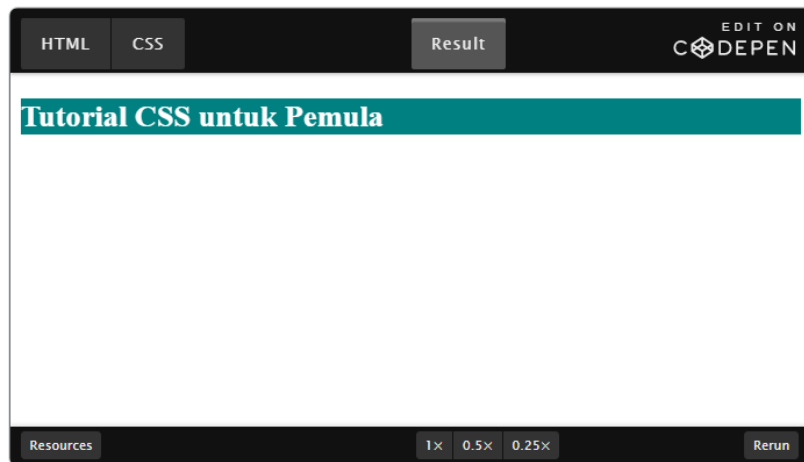 HTML CSS Result EDIT ON
CODEPEN
Tutorial CSS untuk Pemula
Resources 1× 0.5× 0.25× Rerun